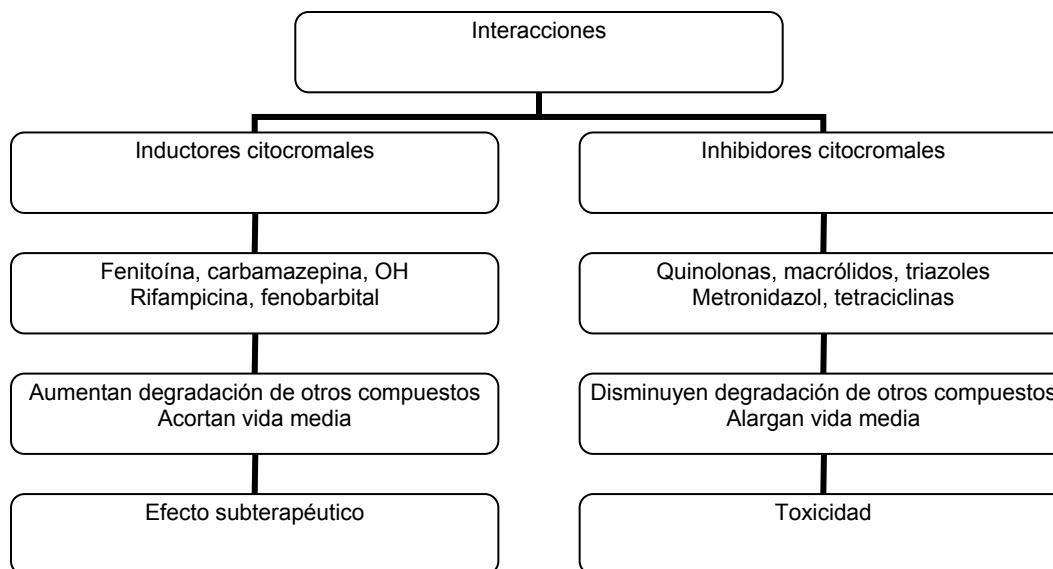 Interacciones
Inductores citocromales
Inhibidores citocromales
Fenitoína, carbamazepina, OH
Rifampicina, fenobarbital
Quinolonas, macrólidos, triazoles
Metronidazol, tetraciclinas
Aumentan degradación de otros compuestos
Acortan vida media
Disminuyen degradación de otros compuestos
Alargan vida media
Efecto subterapéutico
Toxicidad